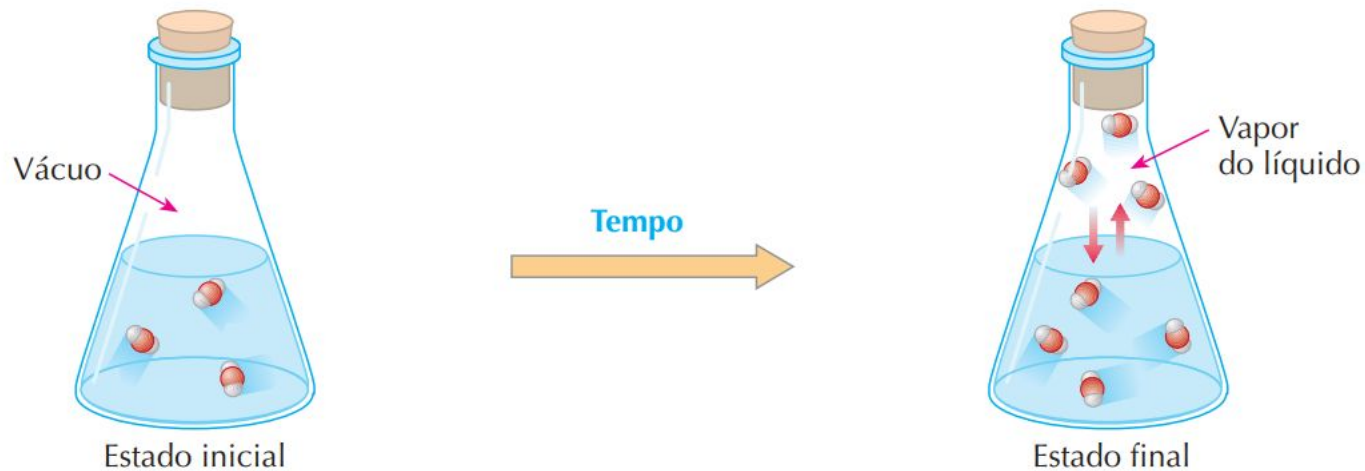 Vácuo
Estado inicial
Tempo
Vapor
do líquido
Estado final